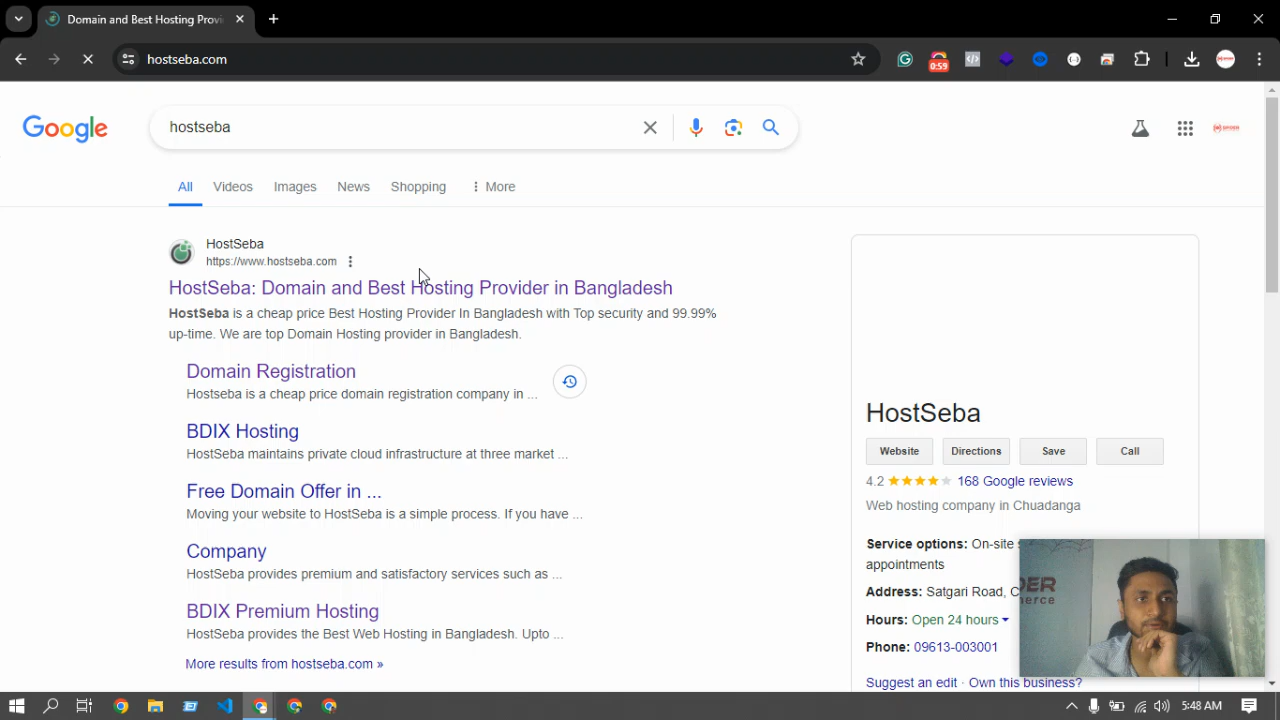 Domain and Best Hosting Provi
hostseba.com
0:59
Google
hostseba
All
Videos
Images
News
Shopping
More
HostSeba
https://www.hostseba.com
HostSeba: Domain and Best Hosting Provider in Bangladesh
HostSeba is a cheap price Best Hosting Provider In Bangladesh with Top security and 99.99%
up-time. We are top Domain Hosting provider in Bangladesh.
Domain Registration
Hostseba is a cheap price domain registration company in ...
BDIX Hosting
HostSeba maintains private cloud infrastructure at three market ...
Free Domain Offer in ...
Moving your website to HostSeba is a simple process. If you have ...
Company
HostSeba provides premium and satisfactory services such as ...
BDIX Premium Hosting
HostSeba provides the Best Web Hosting in Bangladesh. Upto ...
More results from hostseba.com »
HostSeba
Website
Directions
Save
Call
4.2
168 Google reviews
Web hosting company in Chuadanga
Service options: On-site
appointments
Address: Satgari Road, C
Hours: Open 24 hours
Phone: 09613-003001
Suggest an edit · Own this business?
5:48 AM